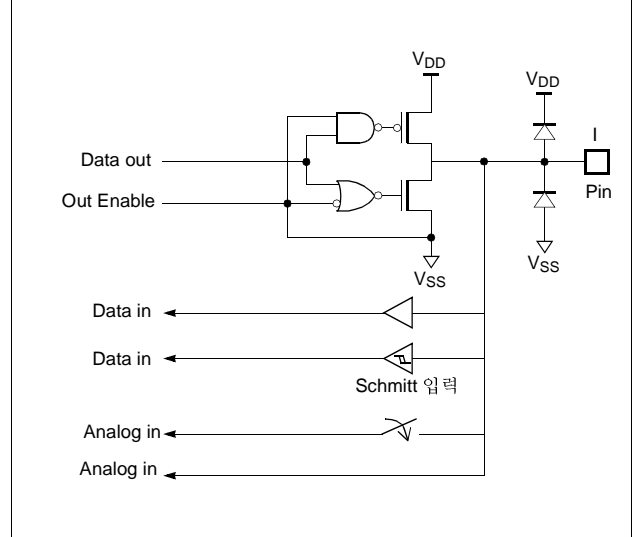 VDD
VDD
I
Data out
Pin
Out Enable
VSS
VSS
Data in
Data in
Schmitt 입력
Analog in
Analog in